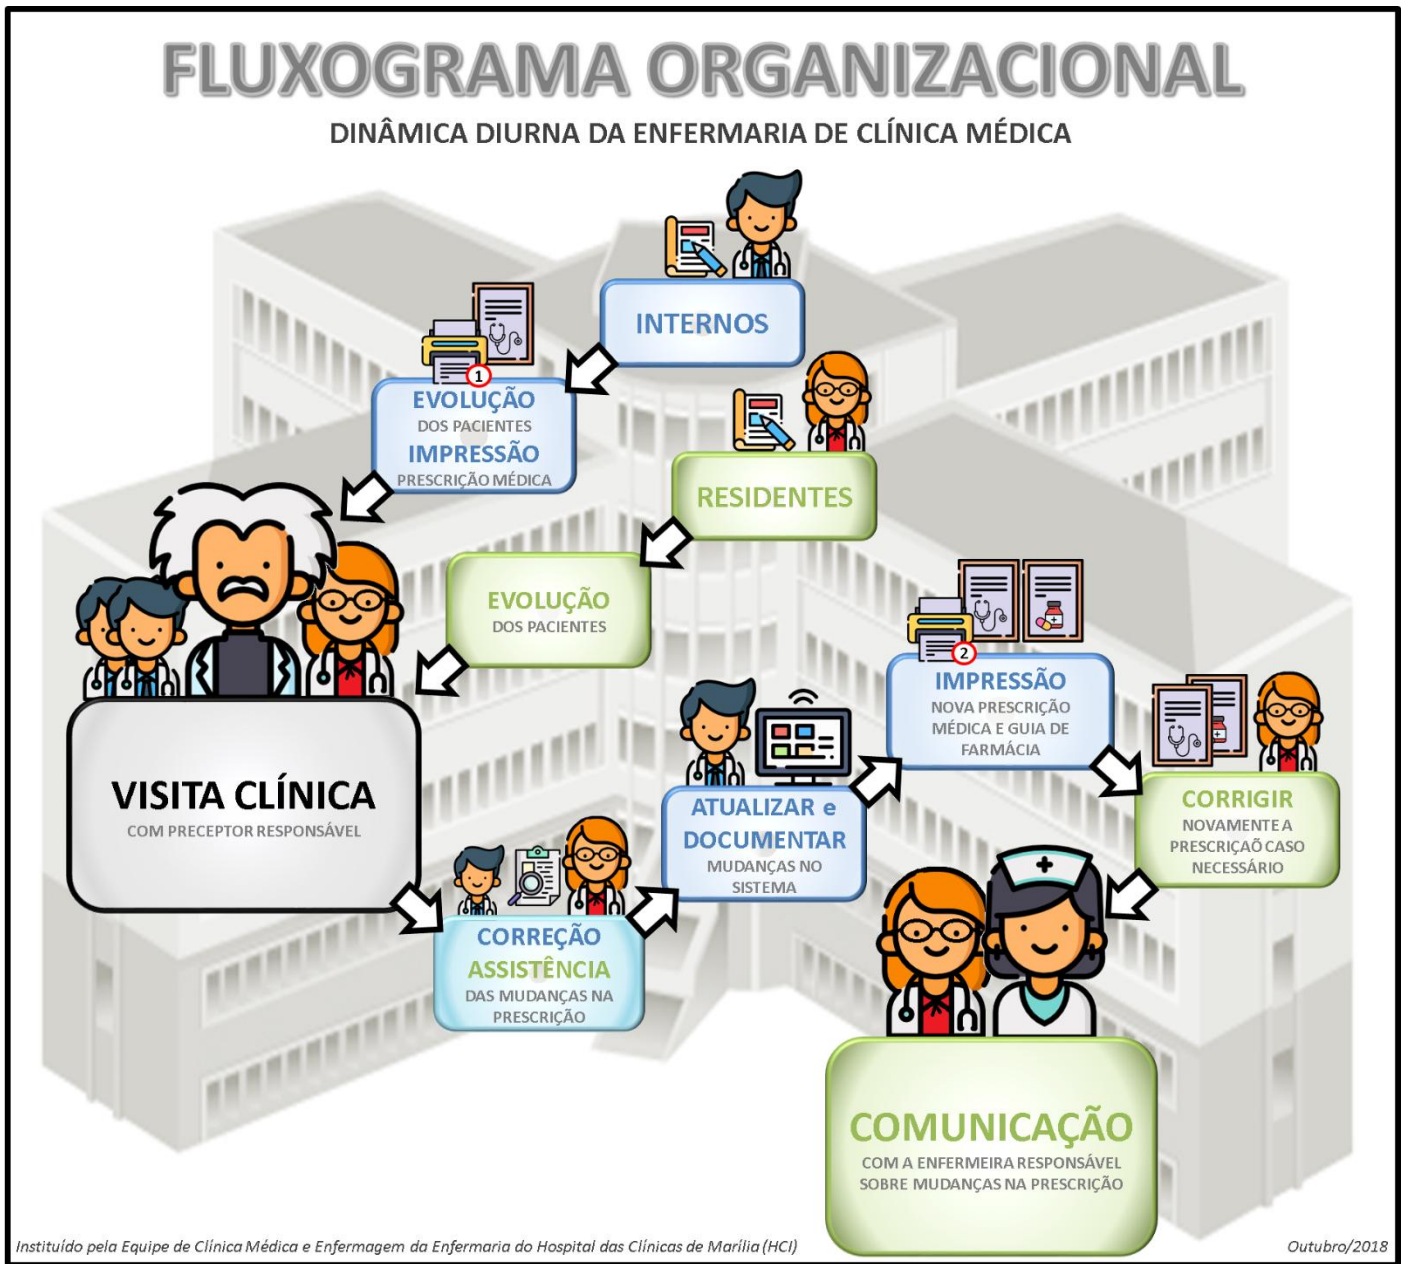 FLUXOGRAMA ORGANIZACIONAL
DINÂMICA DIURNA DA ENFERMARIA DE CLÍNICA MÉDICA
INTERNOS
1
EVOLUÇÃO
DOS PACIENTES
IMPRESSÃO
PRESCRIÇÃO MÉDICA
RESIDENTES
EVOLUÇÃO
DOS PACIENTES
VISITA CLÍNICA
COM PRECEPTOR RESPONSÁVEL
CORREÇÃO
ASSISTÊNCIA
DAS MUDANÇAS NA
PRESCRIÇÃO
ATUALIZAR e
DOCUMENTAR
MUDANÇAS NO
SISTEMA
2
IMPRESSÃO
NOVA PRESCRIÇÃO
MÉDICA E GUIA DE
FARMÁCIA
CORRIGIR
NOVAMENTE A
PRESCRIÇAÕ CASO
NECESSÁRIO
COMUNICAÇÃO
COM A ENFERMEIRA RESPONSÁVEL
SOBRE MUDANÇAS NA PRESCRIÇÃO
Instituído pela Equipe de Clínica Médica e Enfermagem da Enfermaria do Hospital das Clínicas de Marília (HCI)
Outubro/2018